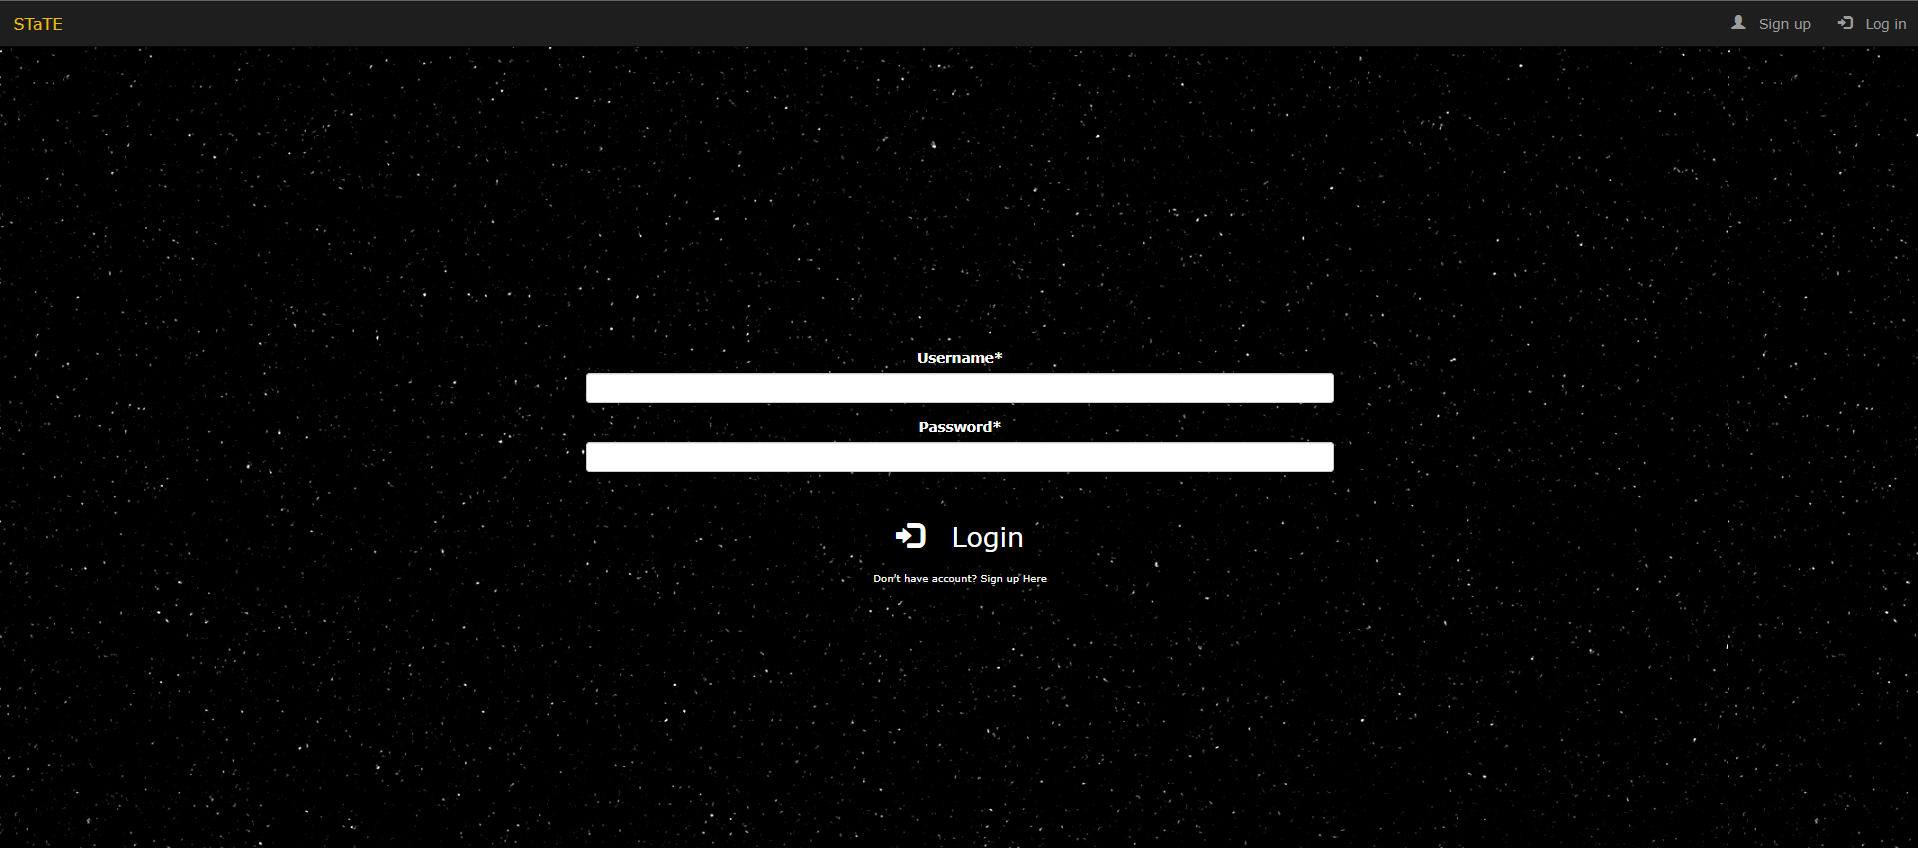 STaTE
Sign up
Log in
Username*
Password*
Login
Don't have account? Sign up Here